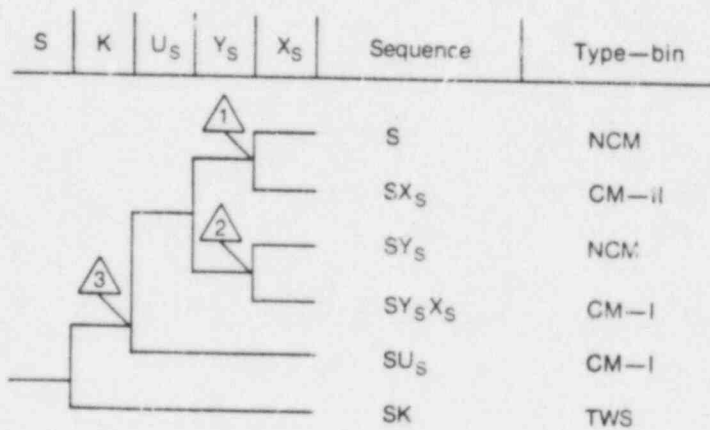 S K U_S Y_S X_S Sequence Type—bin
1
S NCM
SX_S CM—II
2
SY_S NCM
3
SY_SX_S CM—I
SU_S CM—I
SK TWS